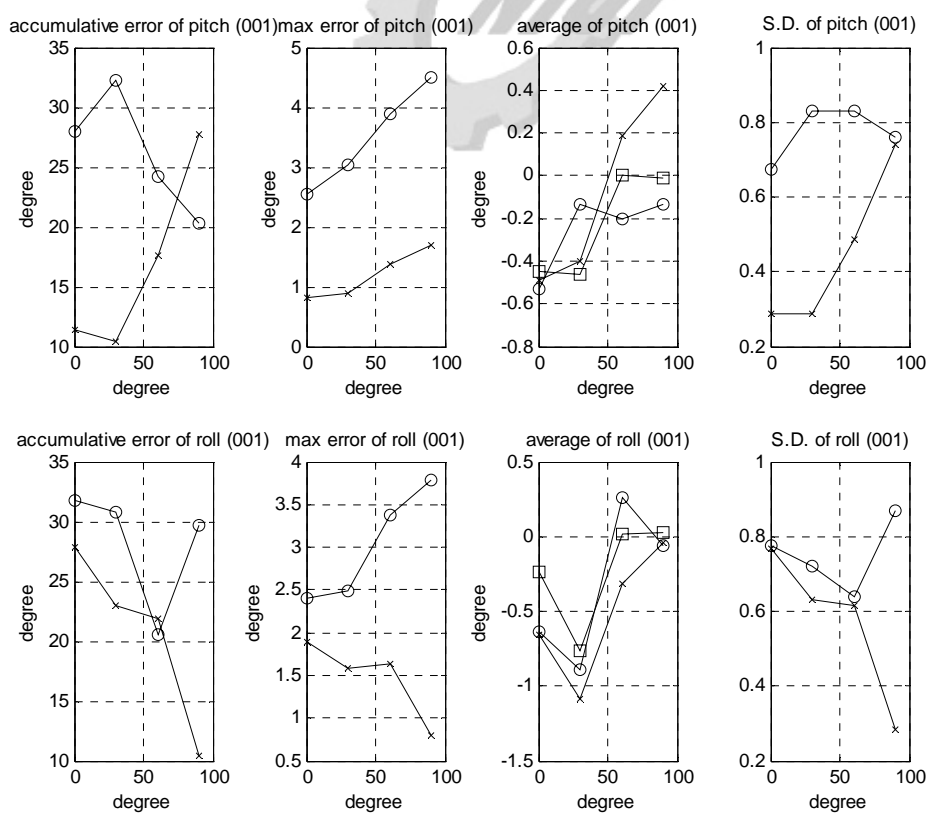 accumulative error of pitch (001)
max error of pitch (001)
average of pitch (001)
S.D. of pitch (001)
35
30
25
20
15
10
0 50 100
degree
degree
5
4
3
2
1
0
0 50 100
degree
degree
0.6
0.4
0.2
0
-0.2
-0.4
-0.6
-0.8
0 50 100
degree
degree
1
0.8
0.6
0.4
0.2
0 50 100
degree
degree
accumulative error of roll (001)
max error of roll (001)
average of roll (001)
S.D. of roll (001)
35
30
25
20
15
10
0 50 100
degree
degree
4
3.5
3
2.5
2
1.5
1
0.5
0 50 100
degree
degree
0.5
0
-0.5
-1
-1.5
0 50 100
degree
degree
1
0.8
0.6
0.4
0.2
0 50 100
degree
degree